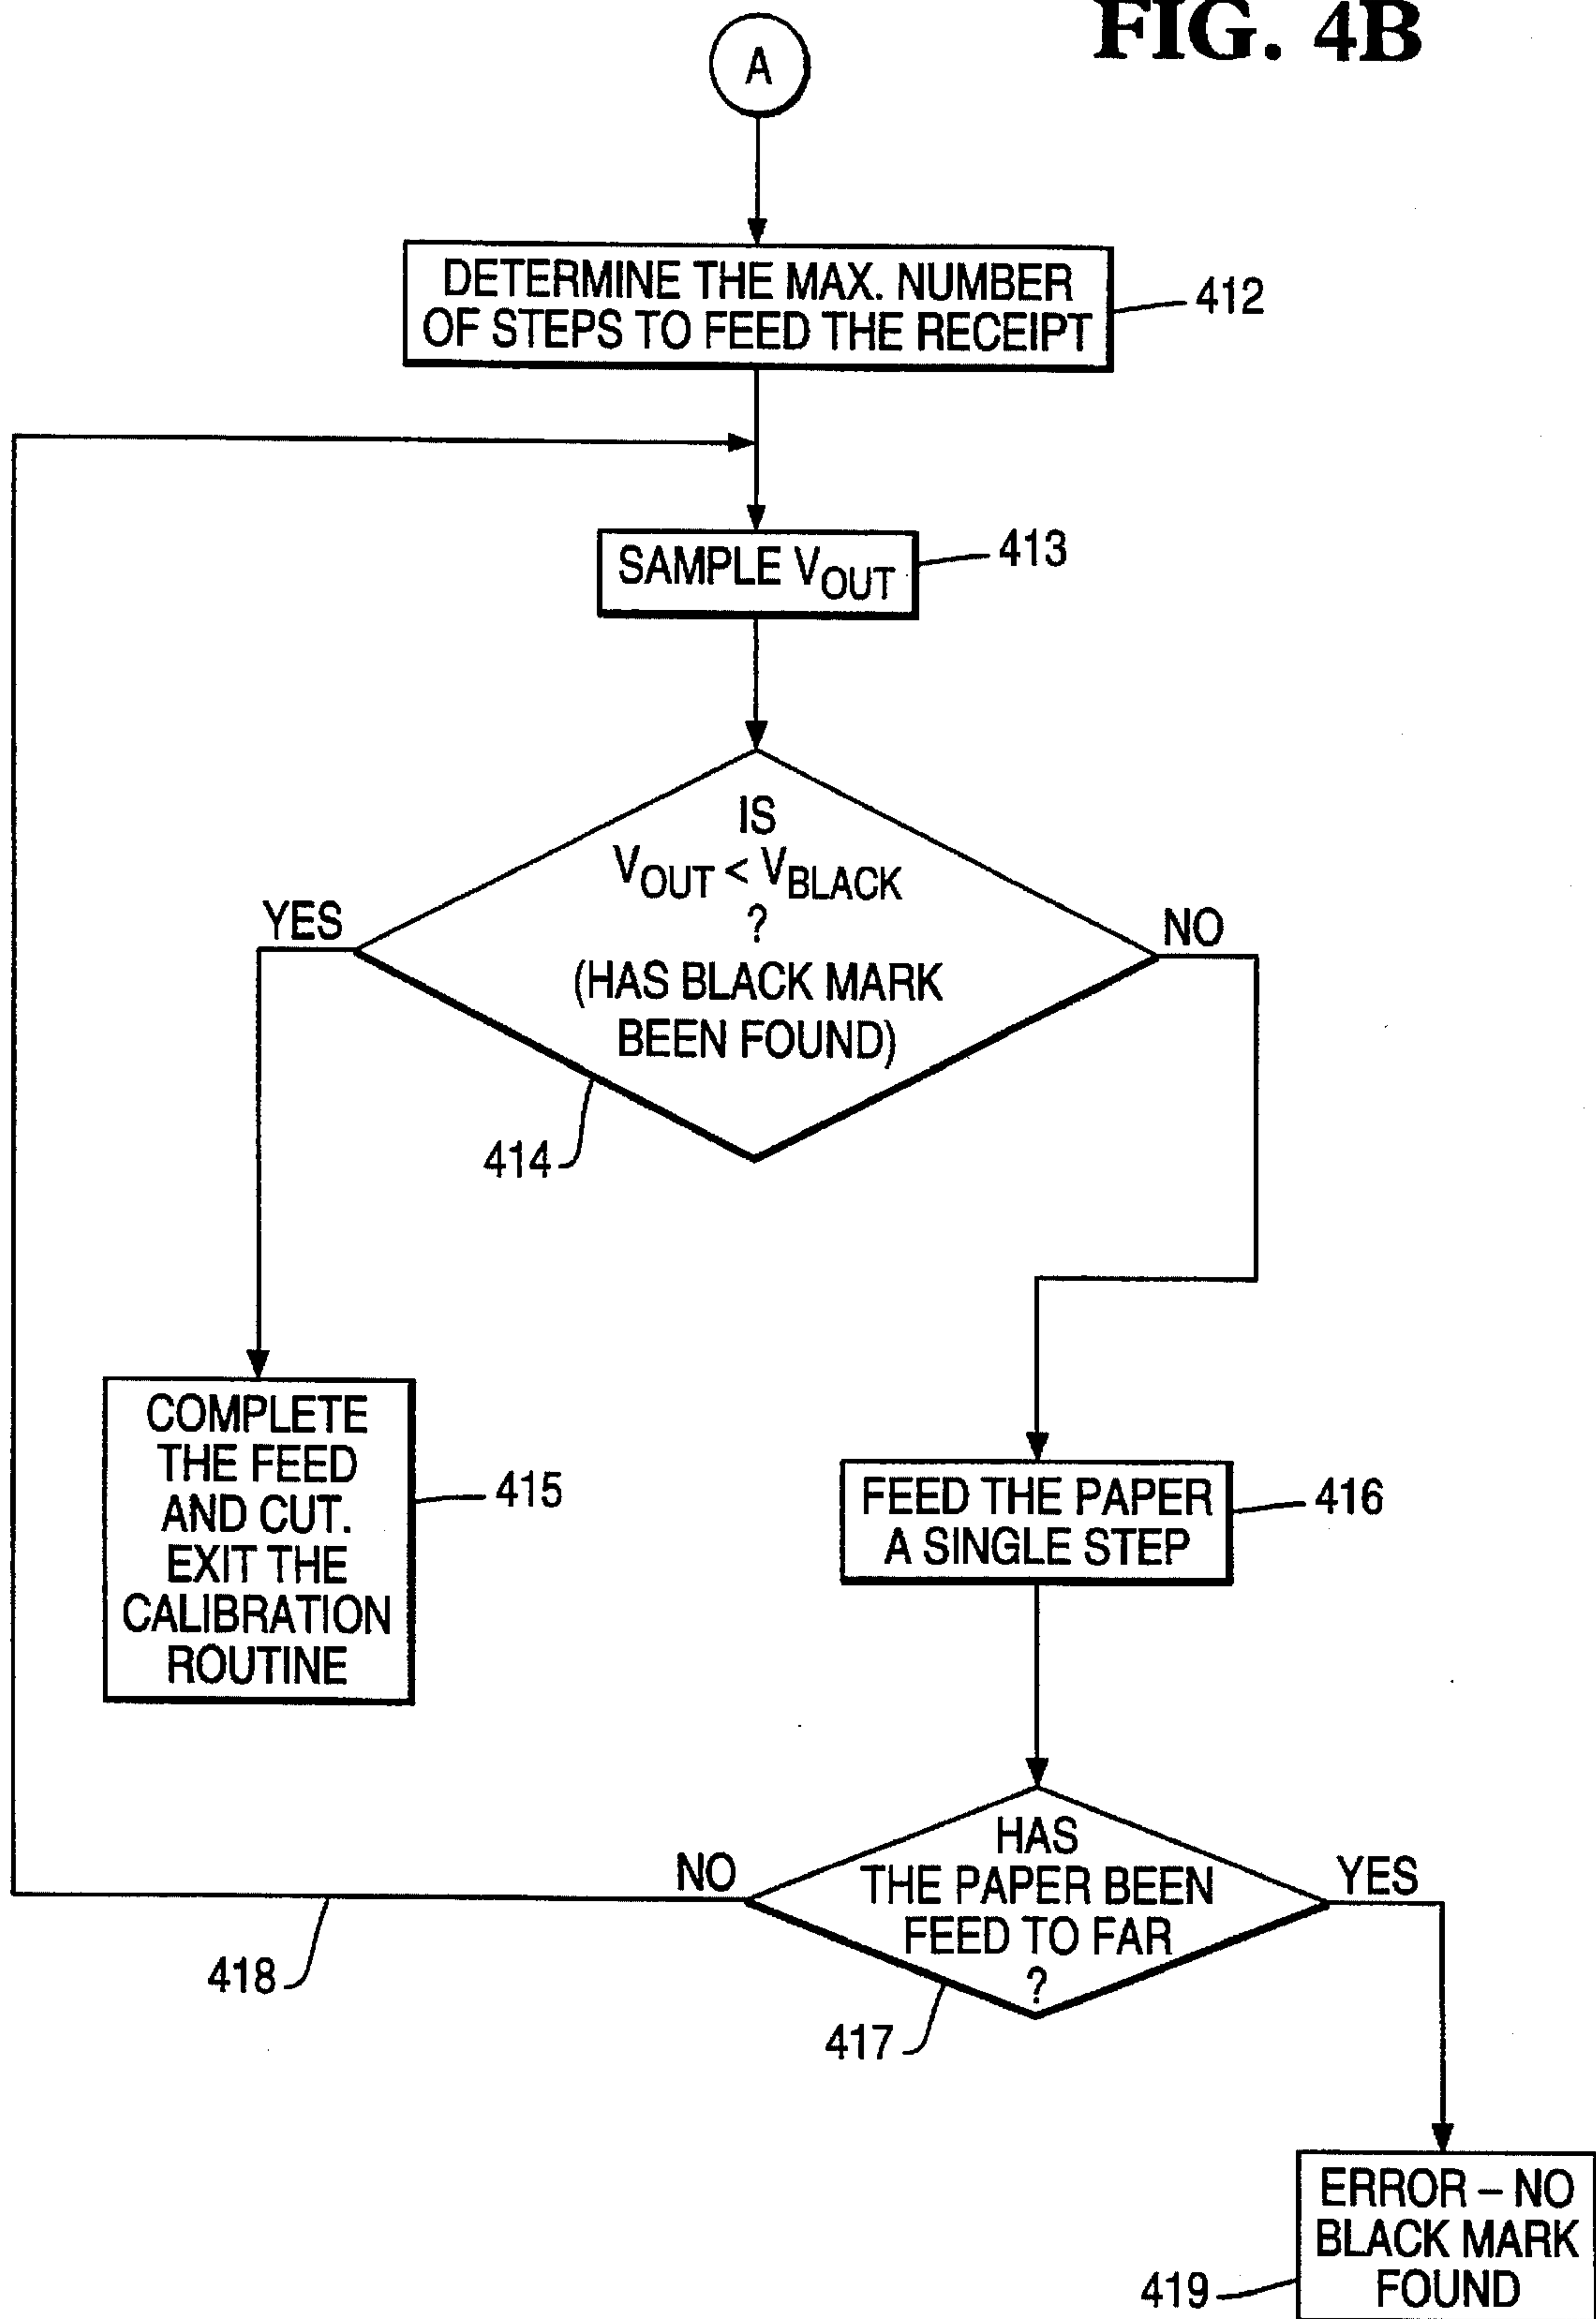 FIG. 4B
A
DETERMINE THE MAX. NUMBER
OF STEPS TO FEED THE RECEIPT
412
SAMPLE VOUT
413
IS
VOUT < VBLACK
?
(HAS BLACK MARK
BEEN FOUND)
YES
NO
414
COMPLETE
THE FEED
AND CUT.
EXIT THE
CALIBRATION
ROUTINE
415
FEED THE PAPER
A SINGLE STEP
416
HAS
THE PAPER BEEN
FEED TO FAR
?
NO
YES
418
417
ERROR – NO
BLACK MARK
FOUND
419